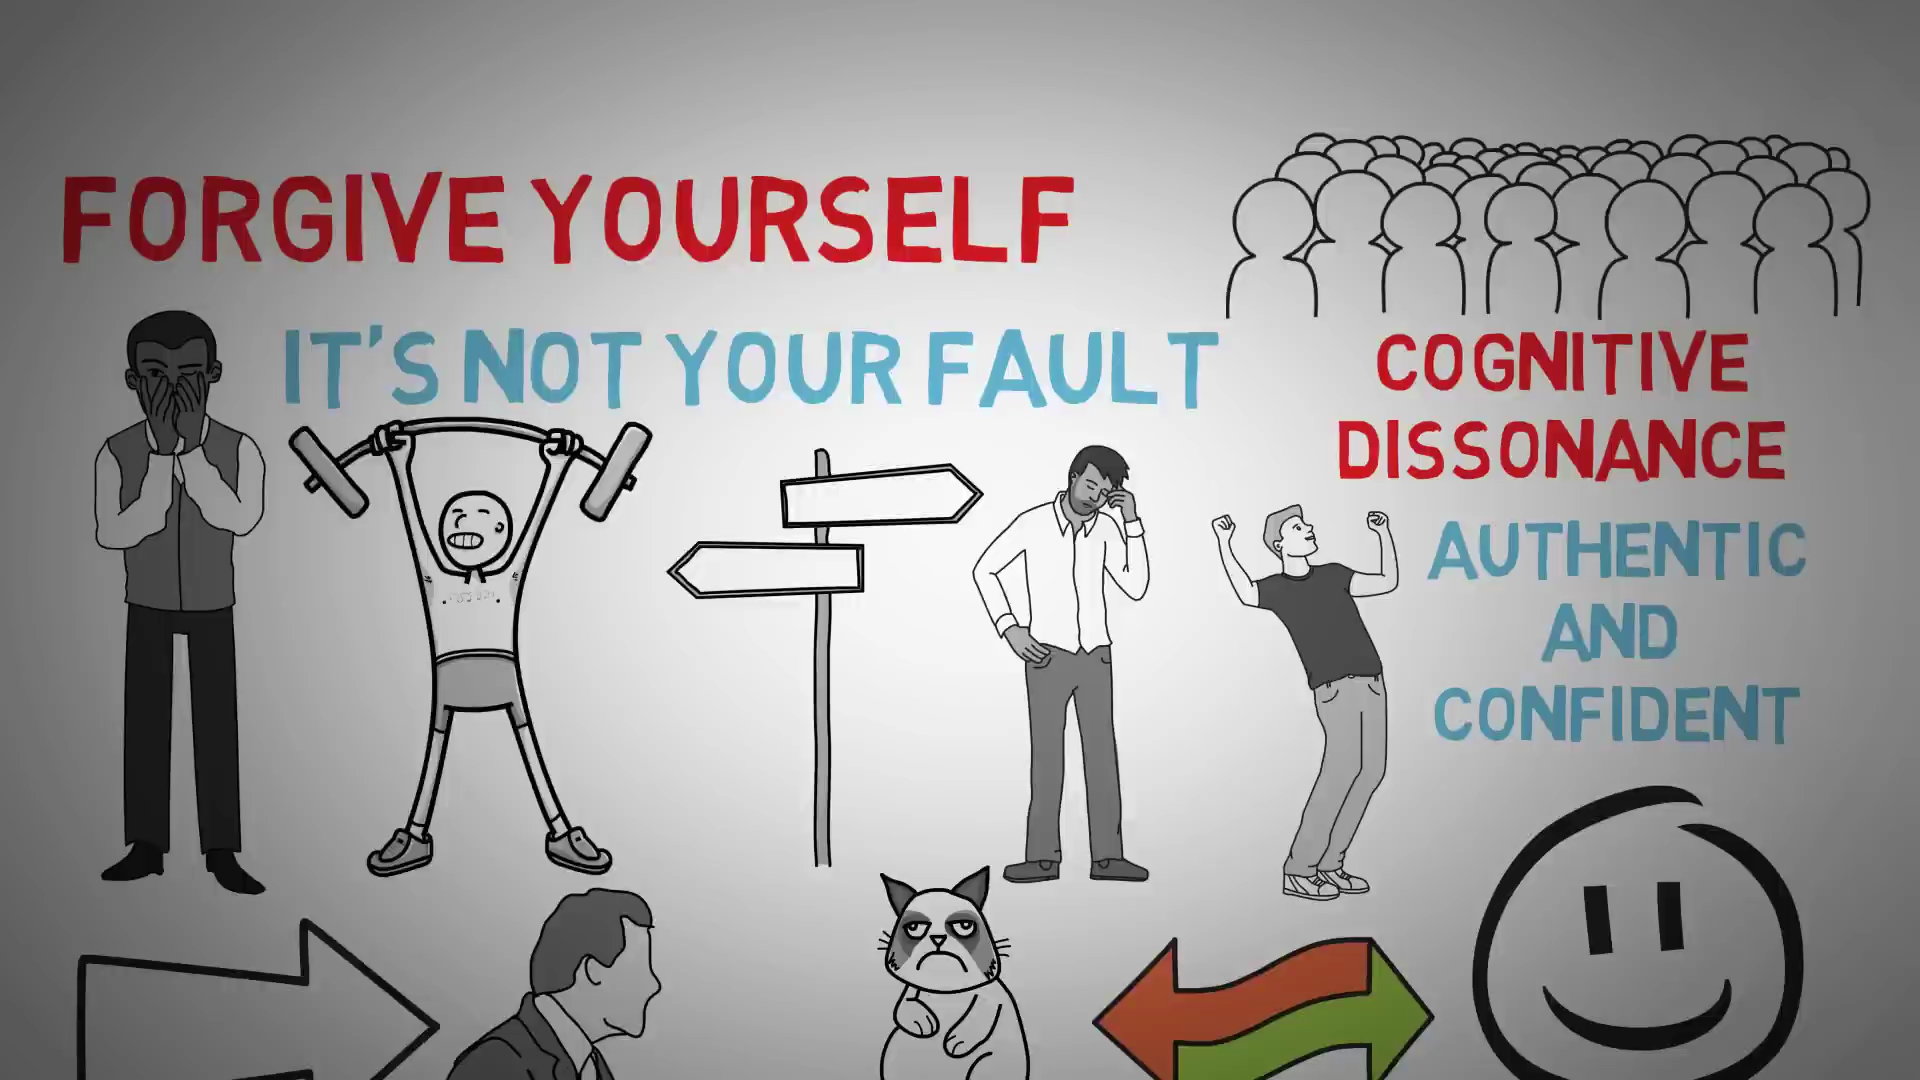 FORGIVE YOURSELF
IT'S NOT YOUR FAULT
COGNITIVE
DISSONANCE
AUTHENTIC
AND
CONFIDENT